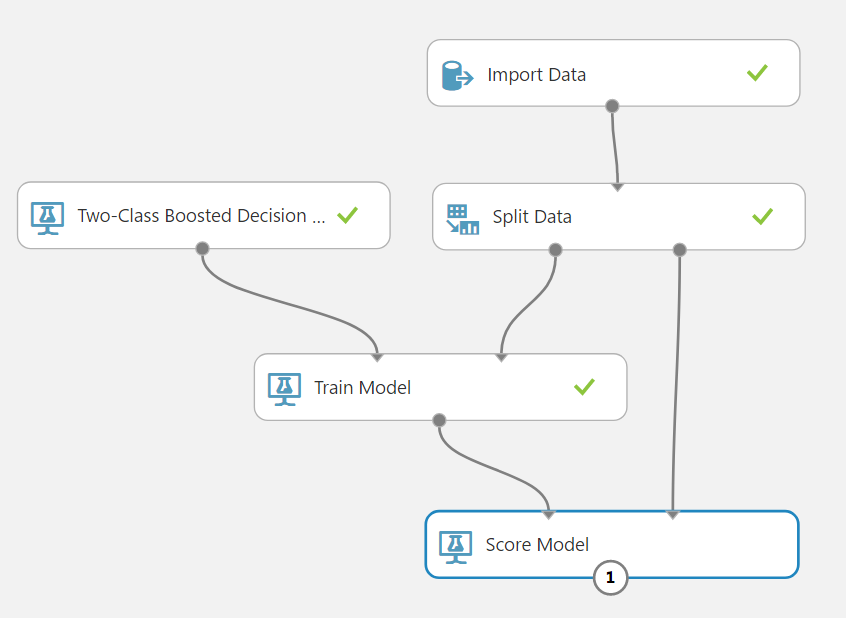 Import Data
Two-Class Boosted Decision ...
Split Data
Train Model
Score Model
1